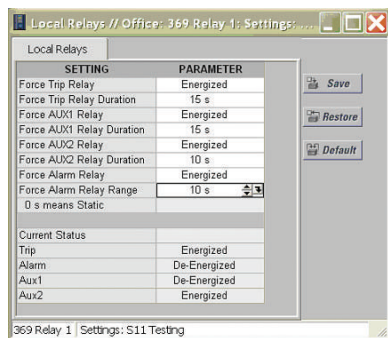 Local Relays // Office: 369 Relay 1: Settings: ...
Local Relays
SETTING PARAMETER
Force Trip Relay Energized
Force Trip Relay Duration 15 s
Force AUX1 Relay Energized
Force AUX1 Relay Duration 15 s
Force AUX2 Relay Energized
Force AUX2 Relay Duration 10 s
Force Alarm Relay Energized
Force Alarm Relay Range 10 s
0 s means Static
Current Status
Trip Energized
Alarm De-Energized
Aux1 De-Energized
Aux2 Energized
Save
Restore
Default
369 Relay 1 Settings: S11 Testing